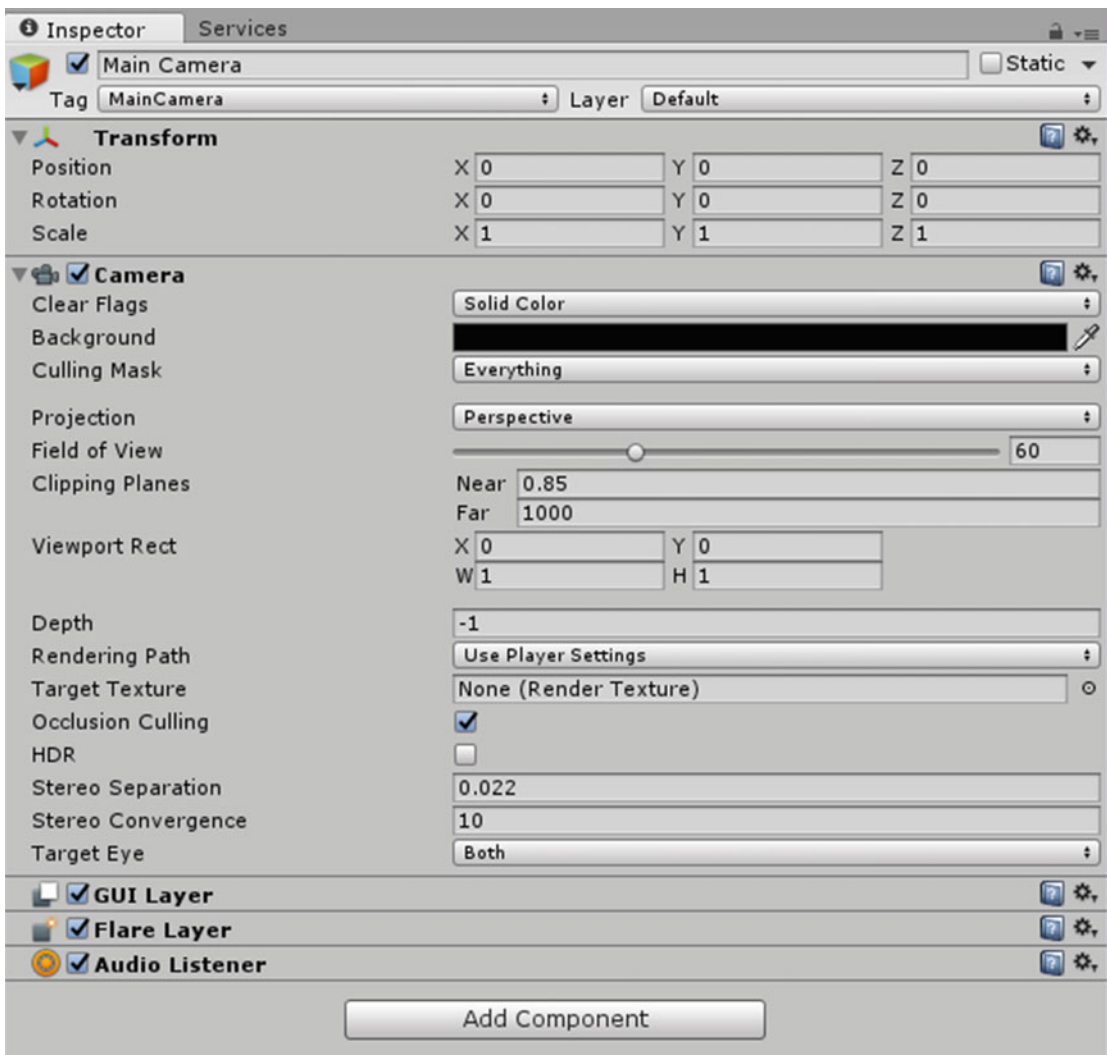 Inspector Services
Main Camera Static
Tag MainCamera Layer Default
Transform
Position X 0 Y 0 Z 0
Rotation X 0 Y 0 Z 0
Scale X 1 Y 1 Z 1
Camera
Clear Flags Solid Color
Background
Culling Mask Everything
Projection Perspective
Field of View 60
Clipping Planes Near 0.85
Far 1000
Viewport Rect X 0 Y 0
W 1 H 1
Depth -1
Rendering Path Use Player Settings
Target Texture None (Render Texture)
Occlusion Culling
HDR
Stereo Separation 0.022
Stereo Convergence 10
Target Eye Both
GUI Layer
Flare Layer
Audio Listener
Add Component